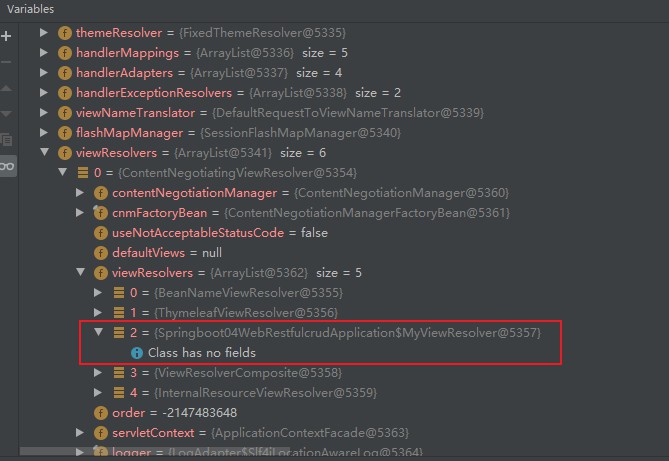 Variables
themeResolver = {FixedThemeResolver@5335}
handlerMappings = {ArrayList@5336} size = 5
handlerAdapters = {ArrayList@5337} size = 4
handlerExceptionResolvers = {ArrayList@5338} size = 2
viewNameTranslator = {DefaultRequestToViewNameTranslator@5339}
flashMapManager = {SessionFlashMapManager@5340}
viewResolvers = {ArrayList@5341} size = 6
0 = {ContentNegotiatingViewResolver@5354}
contentNegotiationManager = {ContentNegotiationManager@5360}
cnmFactoryBean = {ContentNegotiationManagerFactoryBean@5361}
useNotAcceptableStatusCode = false
defaultViews = null
viewResolvers = {ArrayList@5362} size = 5
0 = {BeanNameViewResolver@5355}
1 = {ThymeleafViewResolver@5356}
2 = {Springboot04WebRestfulcrudApplication$MyViewResolver@5357}
Class has no fields
3 = {ViewResolverComposite@5358}
4 = {InternalResourceViewResolver@5359}
order = -2147483648
servletContext = {ApplicationContextFacade@5363}
logger = {LogAdapter$Slf4jLocationAwareLog@5364}